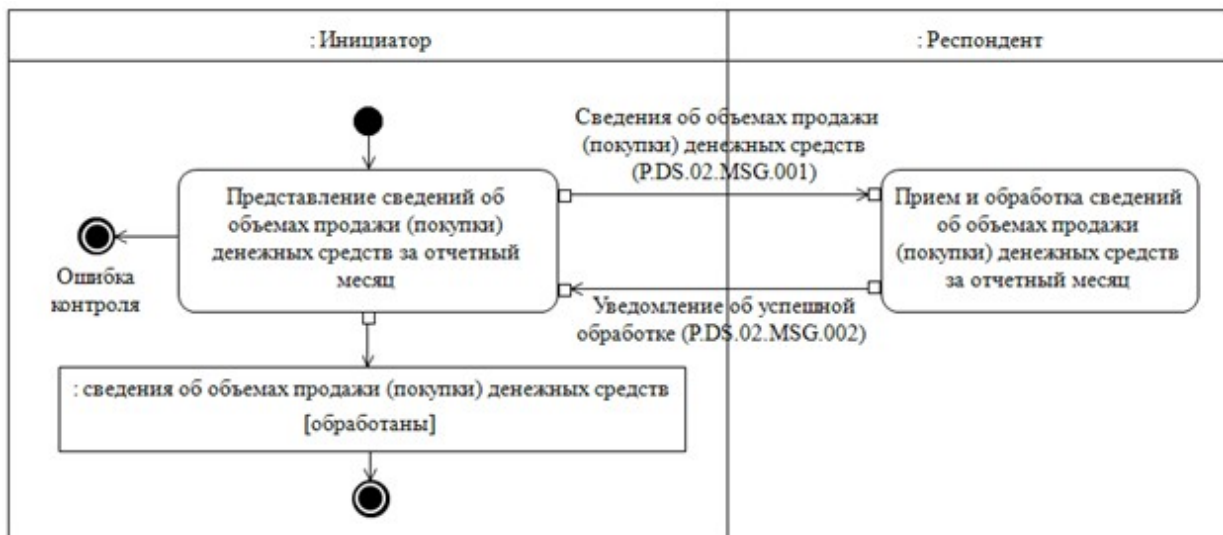 : Инициатор
: Респондент
Сведения об объемах продажи
(покупки) денежных средств
(P.DS.02.MSG.001)
Представление сведений об
объемах продажи (покупки)
денежных средств за отчетный
месяц
Прием и обработка сведений
об объемах продажи
(покупки) денежных средств
за отчетный месяц
Ошибка
контроля
Уведомление об успешной
обработке (P.DS.02.MSG.002)
: сведения об объемах продажи (покупки) денежных средств
[обработаны]